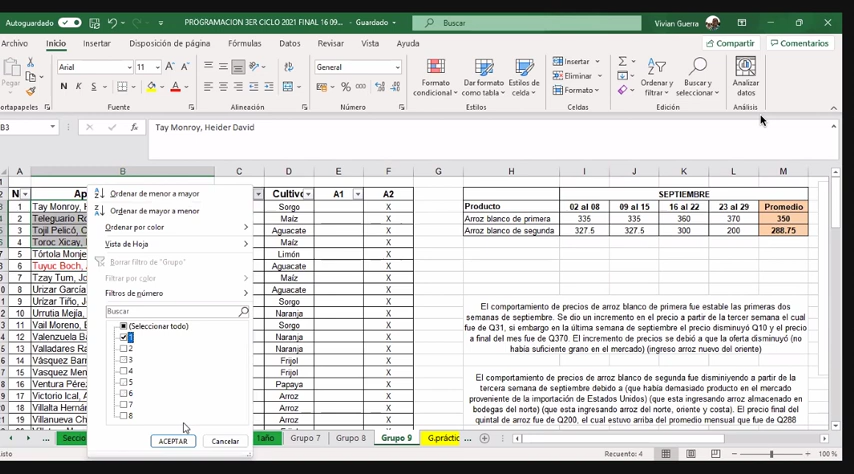 Autoguardado
PROGRAMACION 3ER CICLO 2021 FINAL 16 09... - Guardado
Buscar
Vivian Guerra
Archivo Inicio Insertar Disposición de página Fórmulas Datos Revisar Vista Ayuda
Compartir Comentarios
Pegar
Arial 11
N K S
General
% 000
Formato condicional
Dar formato como tabla
Estilos de celda
Insertar
Eliminar
Formato
Ordenar y filtrar
Buscar y seleccionar
Analizar datos
ortapapeles Fuente Alineación Número Estilos Celdas Edición Análisis
B3 fx Tay Monroy, Heider David
A B C D E F G H I J K L M
N Ap Cultivo A1 A2
1 Tay Monroy, H Sorgo X
2 Teleguario Ro Maíz X
3 Tojil Pelicó, C Aguacate X
4 Toroc Xicay, Maíz X
5 Tórtola Monje Limón X
6 Tuyuc Boch, Aguacate X
7 Tzay Tum, Jo Maíz X
8 Urizar García Aguacate X
9 Urízar Tiño, J Sorgo X
10 Urrutia Mejía, Naranja X
11 Vail Moreno, E Sorgo X
12 Valenzuela B Naranja X
13 Valladares Ra Naranja X
14 Vásquez Barr Frijol X
15 Vásquez Mén Frijol X
16 Ventura Pére Papaya X
17 Victorio Ical, A Arroz X
18 Villalta Hernán Arroz X
19 Villanueva Ch Arroz X
Ordenar de menor a mayor
Ordenar de mayor a menor
Ordenar por color
Vista de Hoja
Borrar filtro de "Grupo"
Filtrar por color
Filtros de número
Buscar
(Seleccionar todo)
1
2
3
4
5
6
7
8
ACEPTAR Cancelar
SEPTIEMBRE
Producto 02 al 08 09 al 15 16 al 22 23 al 29 Promedio
Arroz blanco de primera 335 335 360 370 350
Arroz blanco de segunda 327.5 327.5 300 200 288.75
El comportamiento de precios de arroz blanco de primera fue estable las primeras dos
semanas de septiembre. Se dio un incremento en el precio a partir de la tercer semana el cual
fue de Q31, si embargo en la última semana de septiembre el precio disminuyó Q10 y el precio
a final del mes fue de Q370. El incremento de precios se debió a que la oferta disminuyó (no
había suficiente grano en el mercado) (ingreso arroz nuevo del oriente)
El comportamiento de precios de arroz blanco de segunda fue disminuyendo a partir de la
tercera semana de septiembre debido a (que había demasiado producto en el mercado
proveniente de la importación de Estados Unidos) (que esta ingresando arroz almacenado en
bodegas del norte) (que esta ingresando arroz del norte, oriente y costa). El precio final del
quintal de arroz fue de Q200, el cual estuvo arriba del promedio mensual que fue de Q288
... Secció 1año Grupo 7 Grupo 8 Grupo 9 G.práctic ...
Listo
Recuento: 4
100 %